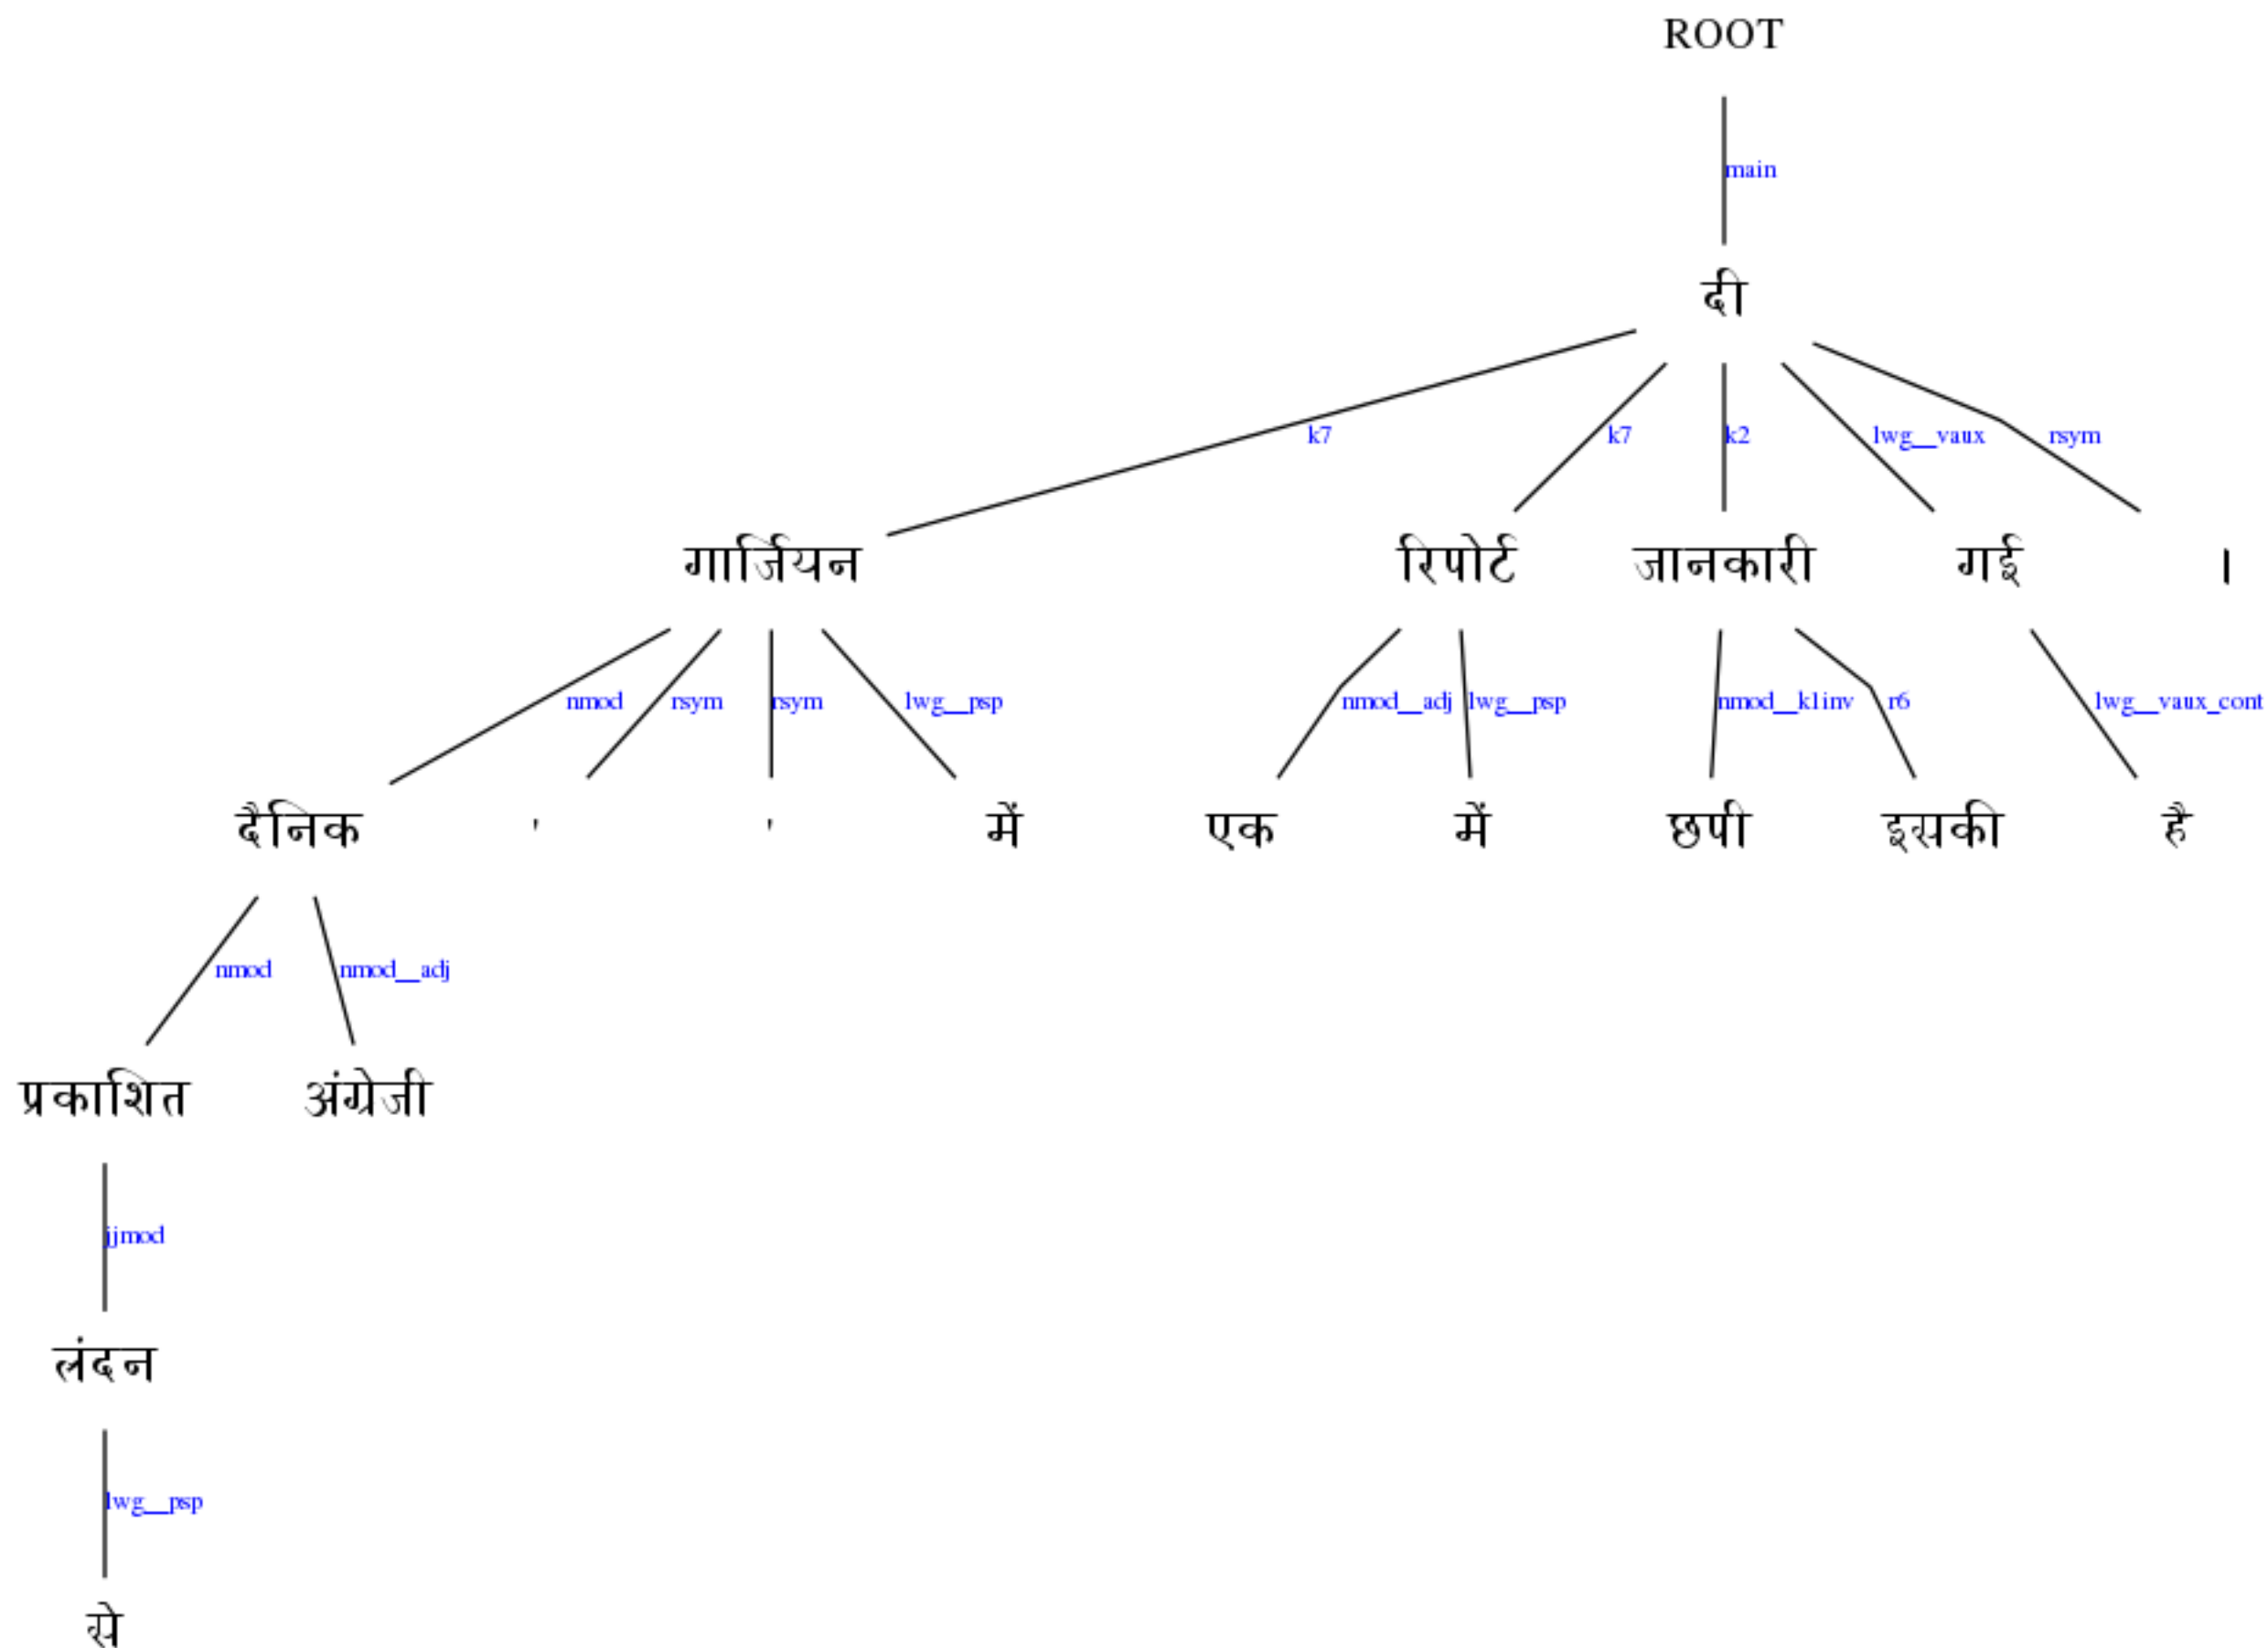 ROOT
main
दी
k7 k7 k2 lwg__vaux rsym
गार्जियन रिपोर्ट जानकारी गई ।
nmod rsym rsym lwg__psp nmod__adj lwg__psp nmod__k1inv r6 lwg__vaux_cont
दैनिक ' ' में एक में छपी इसकी है
nmod nmod__adj
प्रकाशित अंग्रेजी
jjmod
लंदन
lwg__psp
से